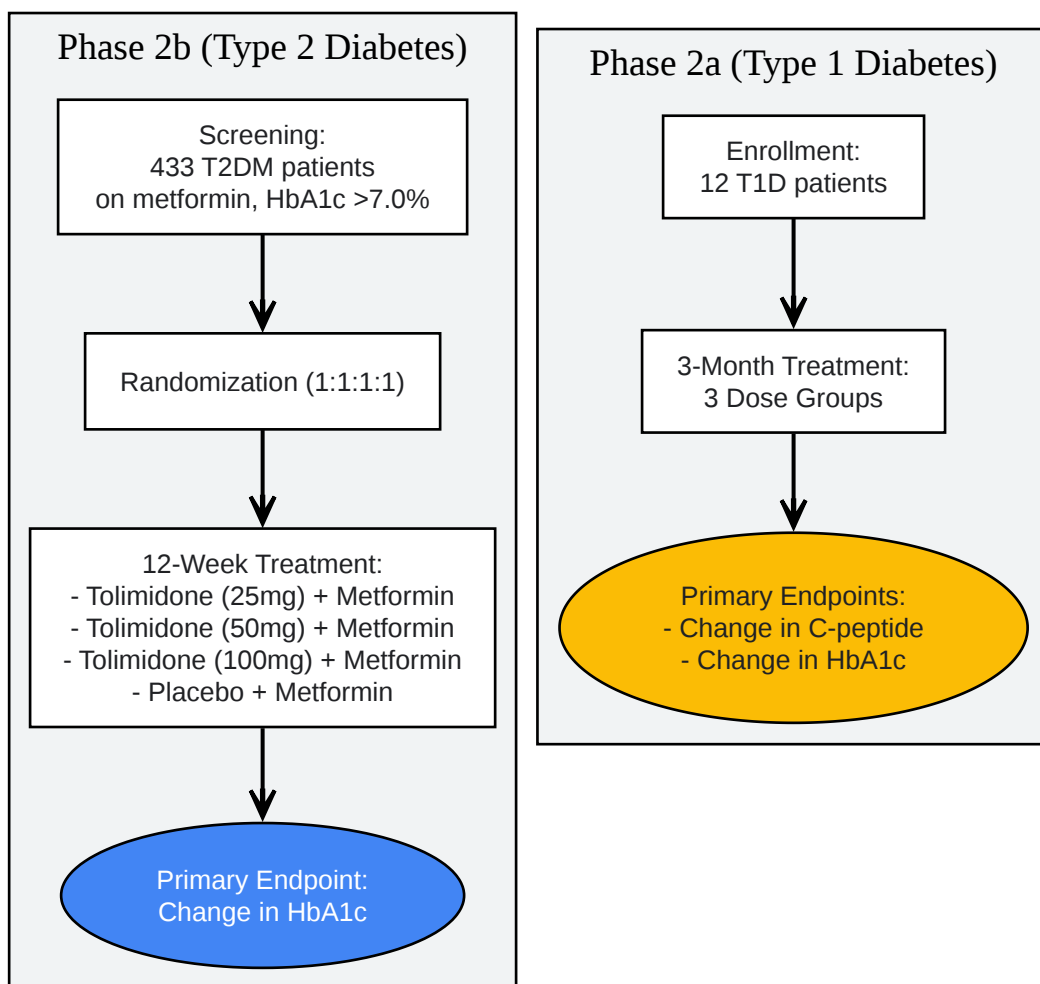 Phase 2b (Type 2 Diabetes)
Screening:
433 T2DM patients
on metformin, HbA1c >7.0%
Randomization (1:1:1:1)
12-Week Treatment:
- Tolimidone (25mg) + Metformin
- Tolimidone (50mg) + Metformin
- Tolimidone (100mg) + Metformin
- Placebo + Metformin
Primary Endpoint:
Change in HbA1c
Phase 2a (Type 1 Diabetes)
Enrollment:
12 T1D patients
3-Month Treatment:
3 Dose Groups
Primary Endpoints:
- Change in C-peptide
- Change in HbA1c